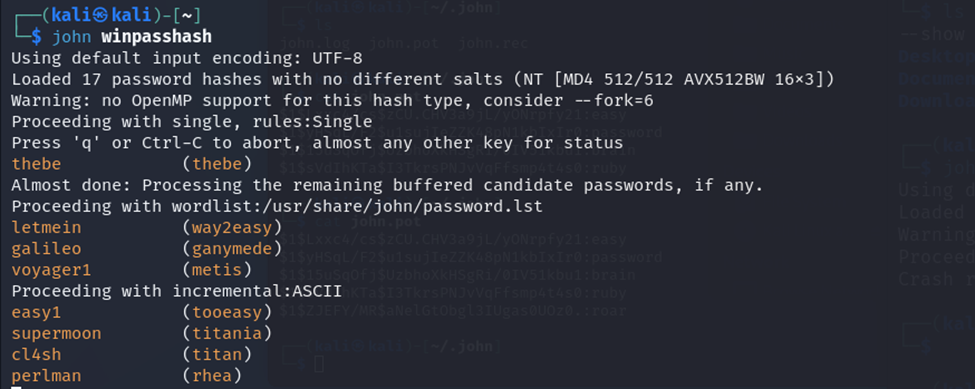 ┌──(kali㉿kali)-[~]
└─$ john winpasshash
Using default input encoding: UTF-8
Loaded 17 password hashes with no different salts (NT [MD4 512/512 AVX512BW 16×3])
Warning: no OpenMP support for this hash type, consider --fork=6
Proceeding with single, rules:Single
Press 'q' or Ctrl-C to abort, almost any other key for status
thebe (thebe)
Almost done: Processing the remaining buffered candidate passwords, if any.
Proceeding with wordlist:/usr/share/john/password.lst
letmein (way2easy)
galileo (ganymede)
voyager1 (metis)
Proceeding with incremental:ASCII
easy1 (tooeasy)
supermoon (titania)
cl4sh (titan)
perlman (rhea)